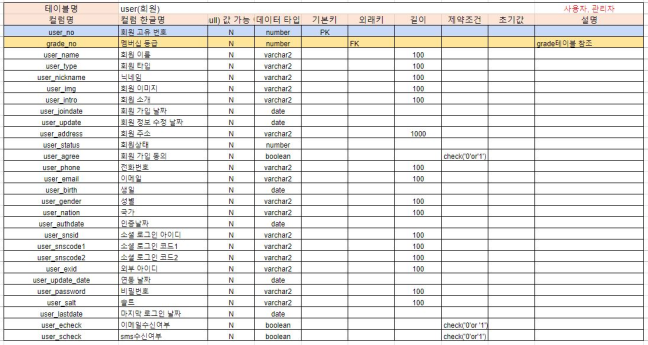 테이블명 user(회원) 사용자, 관리자
컬럼명 컬럼 한글명 ull) 값 가능 데이터 타입 기본키 외래키 길이 제약조건 초기값 설명
user_no 회원 고유 번호 N number PK
grade_no 멤버십 등급 N number FK grade테이블 참조
user_name 회원 이름 N varchar2 100
user_type 회원 타입 N varchar2 100
user_nickname 닉네임 N varchar2 100
user_img 회원 이미지 N varchar2 100
user_intro 회원 소개 N varchar2 100
user_joindate 회원 가입 날짜 N date
user_update 회원 정보 수정 날짜 N date
user_address 회원 주소 N varchar2 1000
user_status 회원상태 N number
user_agree 회원 가입 동의 N boolean check('0'or'1')
user_phone 전화번호 N varchar2 100
user_email 이메일 N varchar2 100
user_birth 생일 N date
user_gender 성별 N varchar2 100
user_nation 국가 N varchar2 100
user_authdate 인증날짜 N date
user_snsid 소셜 로그인 아이디 N varchar2 100
user_snscode1 소셜 로그인 코드1 N varchar2 100
user_snscode2 소셜 로그인 코드2 N varchar2 100
user_exid 외부 아이디 N varchar2 100
user_update_date 연동 날짜 N date
user_password 비밀번호 N varchar2 100
user_salt 솔트 N varchar2 100
user_lastdate 마지막 로그인 날짜 N date
user_echeck 이메일수신여부 N boolean check('0'or '1')
user_scheck sms수신여부 N boolean check('0'or'1')